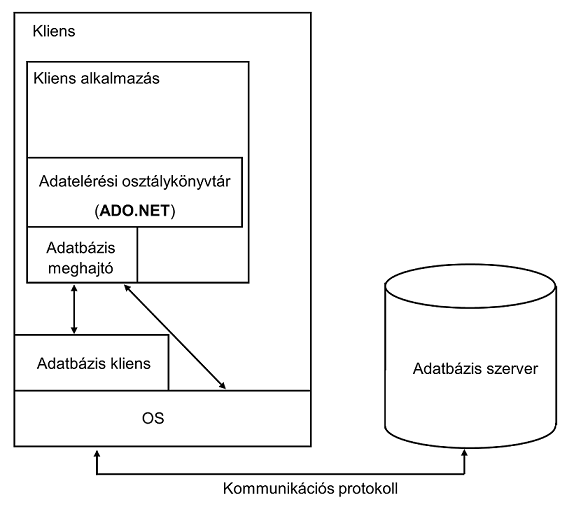 Kliens
Kliens alkalmazás
Adatelérési osztálykönyvtár
(ADO.NET)
Adatbázis
meghajtó
Adatbázis kliens
OS
Adatbázis szerver
Kommunikációs protokoll